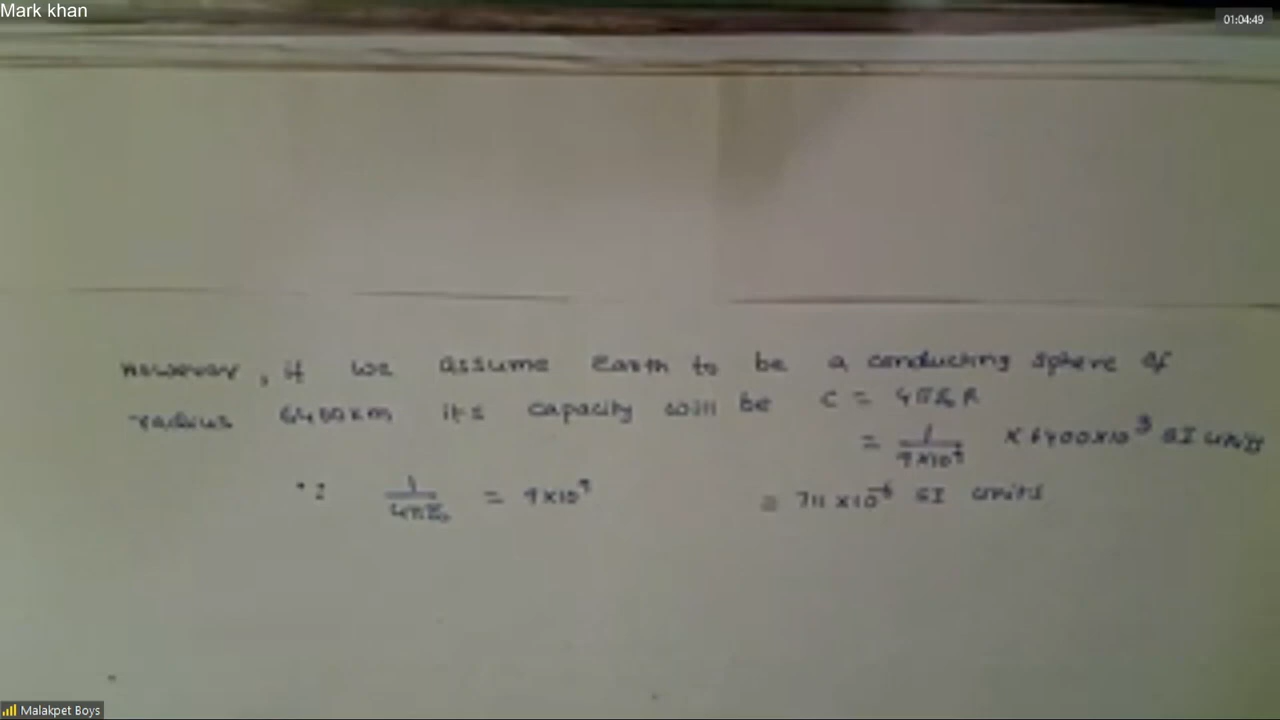 Mark khan
01:04:49
However, if we assume Earth to be a conducting sphere of
radius 6400km its capacity will be C = 4πε₀R
= 1/9×10⁹ × 6400×10³ SI units
∵ 1/4πε₀ = 9×10⁹
= 711×10⁻⁶ SI units
Malakpet Boys